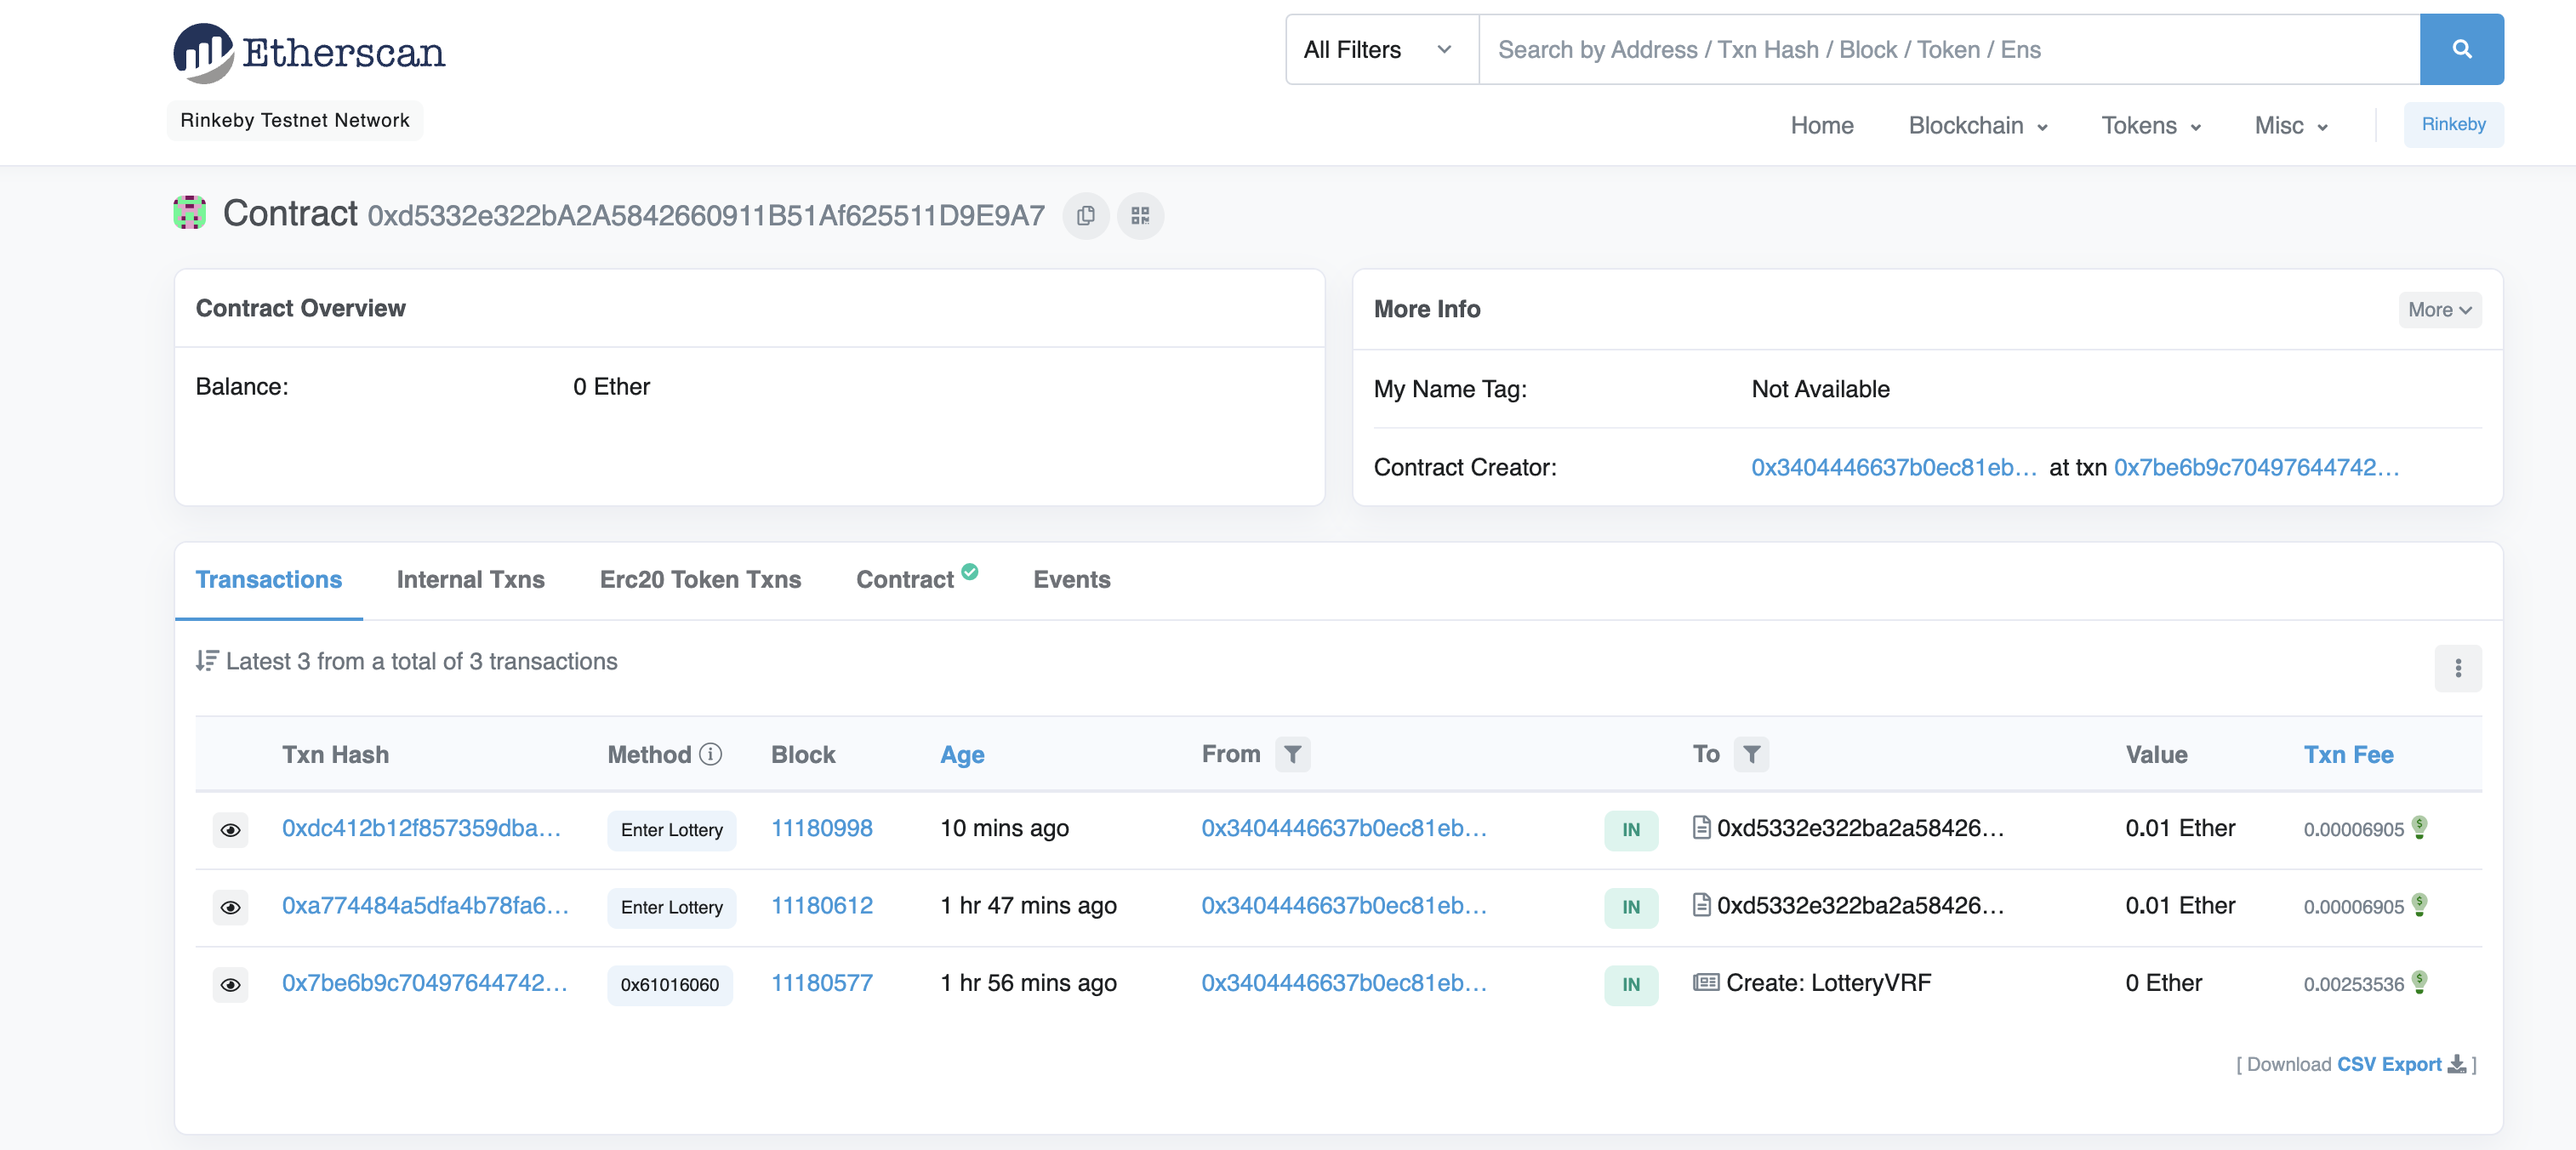 Etherscan
All Filters
Search by Address / Txn Hash / Block / Token / Ens
Rinkeby Testnet Network
Home Blockchain Tokens Misc Rinkeby
Contract 0xd5332e322bA2A5842660911B51Af625511D9E9A7
Contract Overview
Balance: 0 Ether
More Info More
My Name Tag: Not Available
Contract Creator: 0x3404446637b0ec81eb... at txn 0x7be6b9c70497644742...
Transactions Internal Txns Erc20 Token Txns Contract Events
Latest 3 from a total of 3 transactions
Txn Hash Method Block Age From To Value Txn Fee
0xdc412b12f857359dba... Enter Lottery 11180998 10 mins ago 0x3404446637b0ec81eb... IN 0xd5332e322ba2a58426... 0.01 Ether 0.00006905
0xa774484a5dfa4b78fa6... Enter Lottery 11180612 1 hr 47 mins ago 0x3404446637b0ec81eb... IN 0xd5332e322ba2a58426... 0.01 Ether 0.00006905
0x7be6b9c70497644742... 0x61016060 11180577 1 hr 56 mins ago 0x3404446637b0ec81eb... IN Create: LotteryVRF 0 Ether 0.00253536
[ Download CSV Export ]